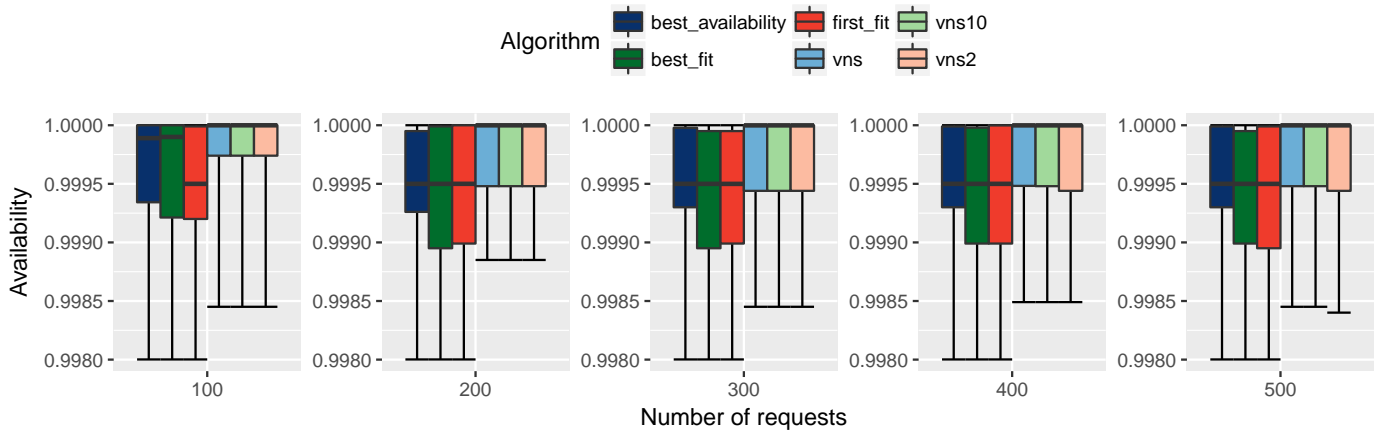 Algorithm
best_availability first_fit vns10
best_fit vns vns2
Availability
1.0000 1.0000 1.0000 1.0000 1.0000
0.9995 0.9995 0.9995 0.9995 0.9995
0.9990 0.9990 0.9990 0.9990 0.9990
0.9985 0.9985 0.9985 0.9985 0.9985
0.9980 0.9980 0.9980 0.9980 0.9980
100 200 300 400 500
Number of requests